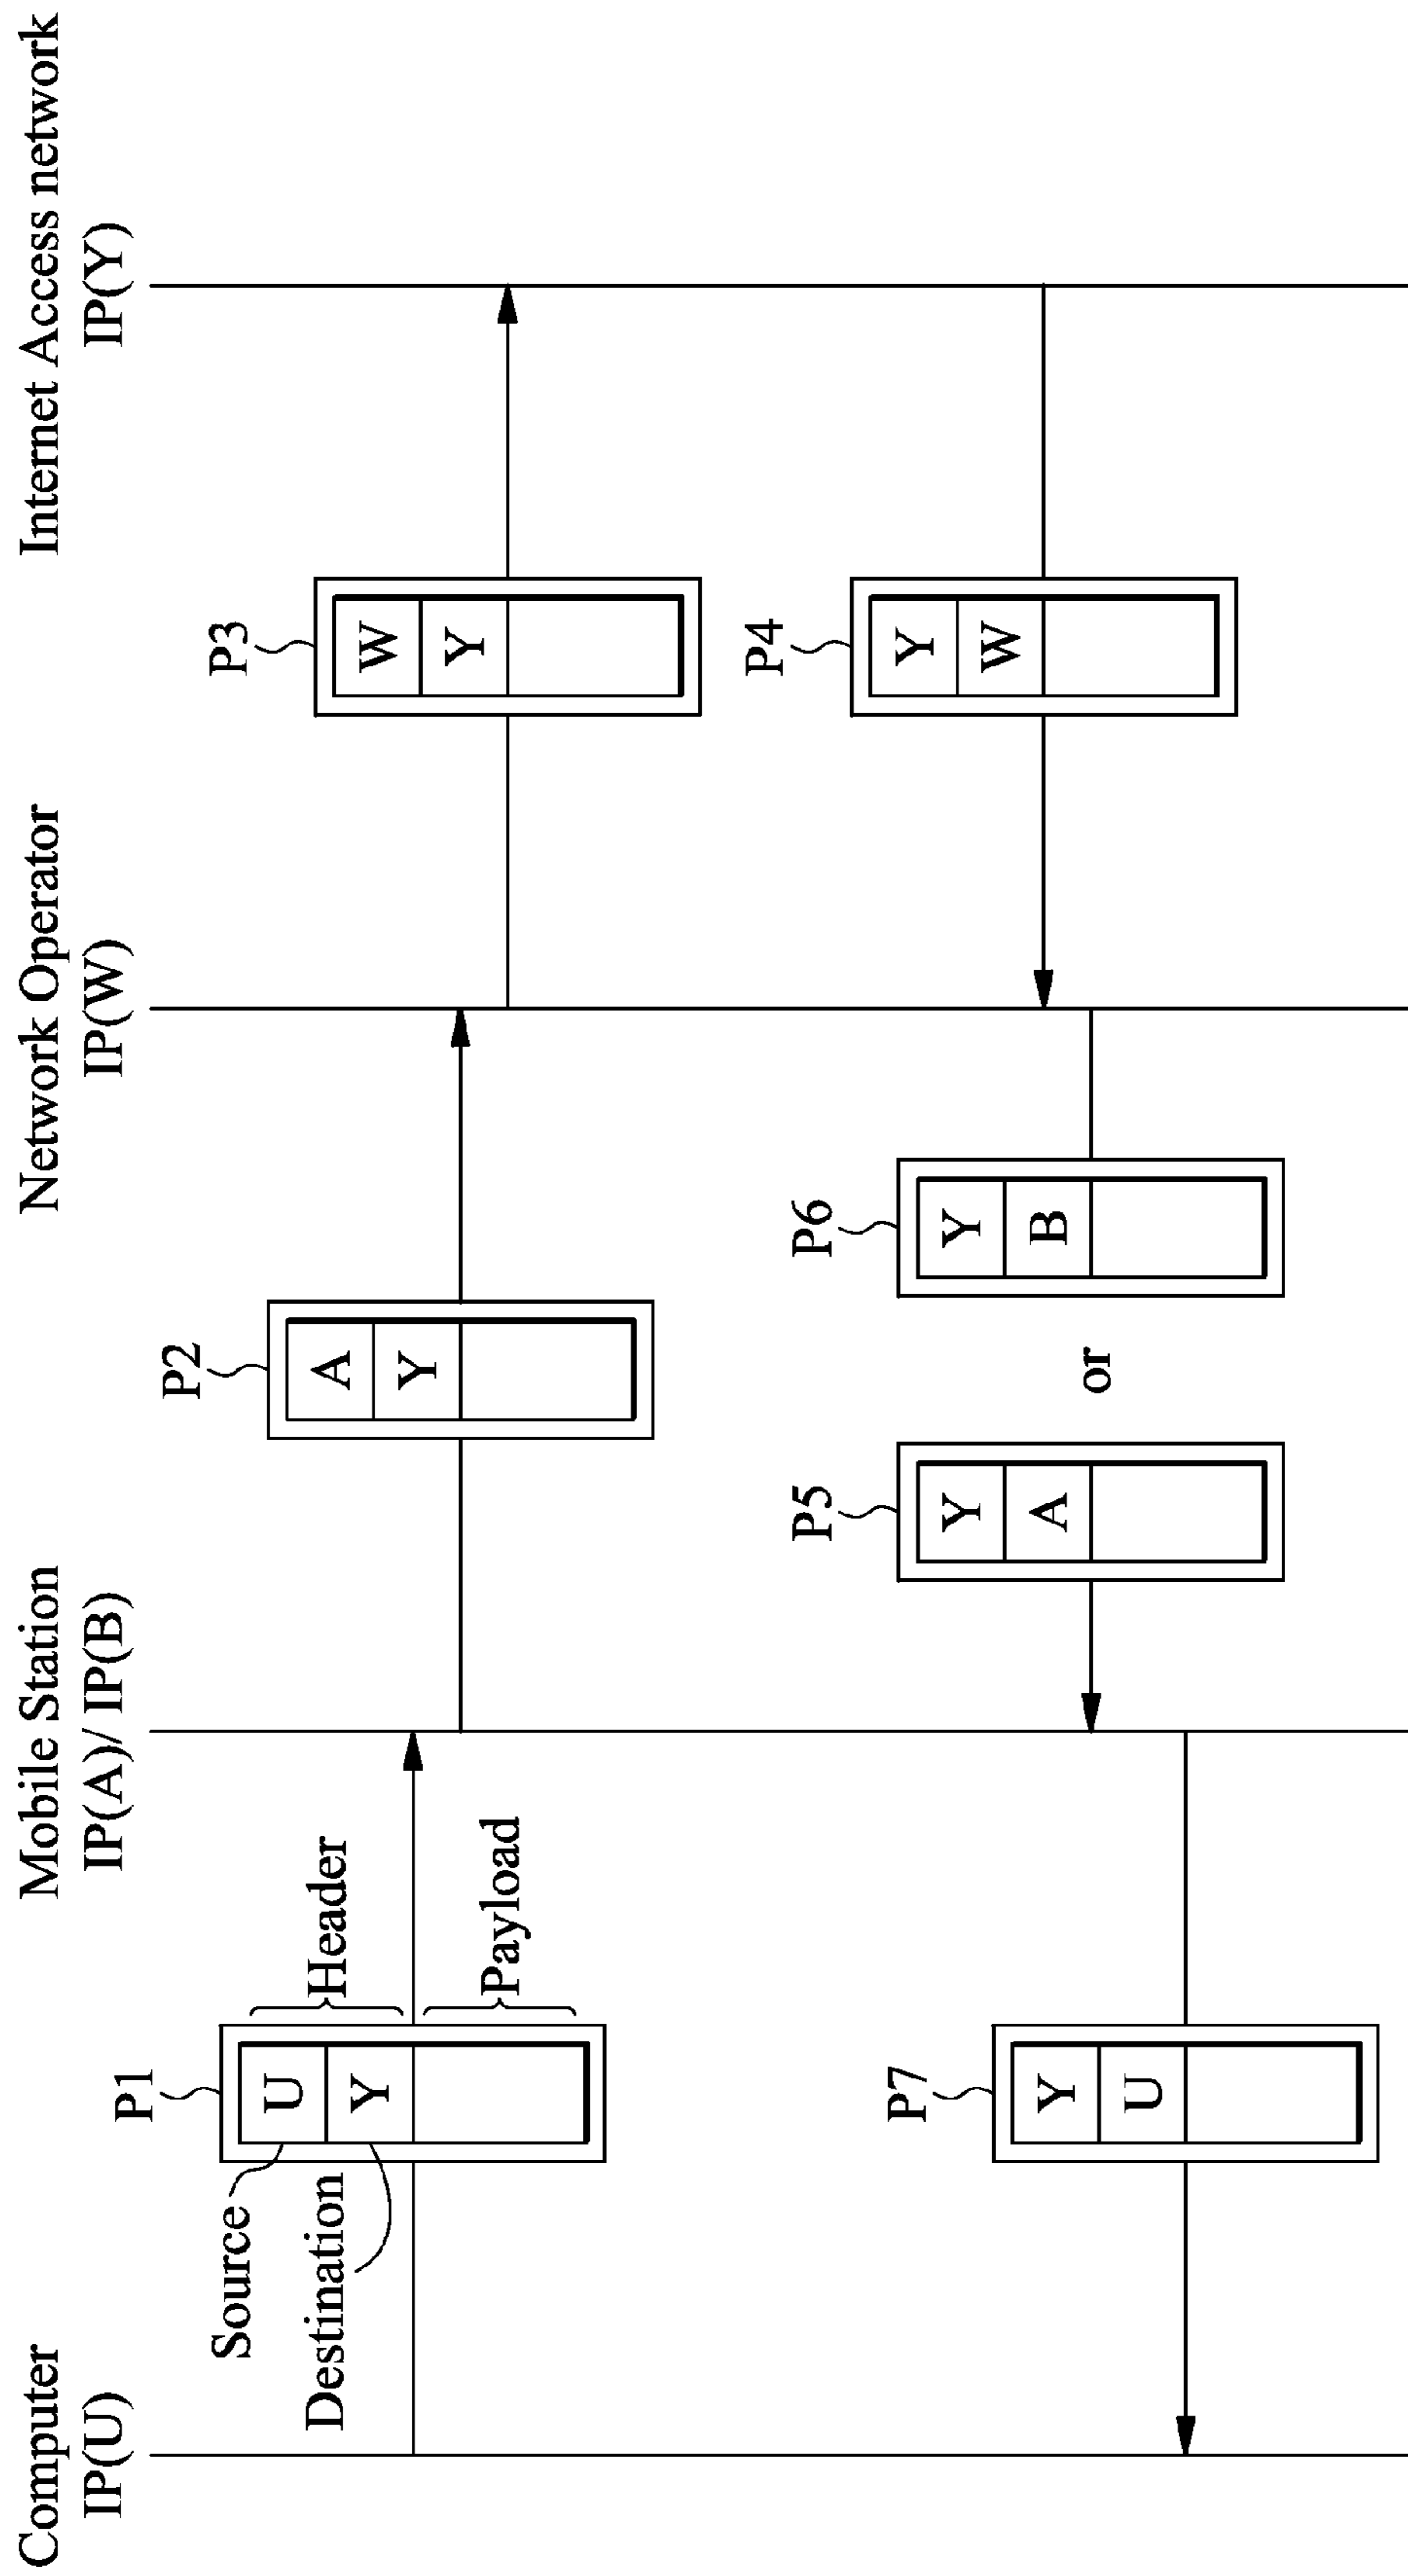 Computer
IP(U)
Mobile Station
IP(A)/ IP(B)
Network Operator
IP(W)
Internet Access network
IP(Y)
P1
Source
U
Destination
Y
Header
Payload
P2
A
Y
P3
W
Y
P4
Y
W
P5
Y
A
or
P6
Y
B
P7
Y
U